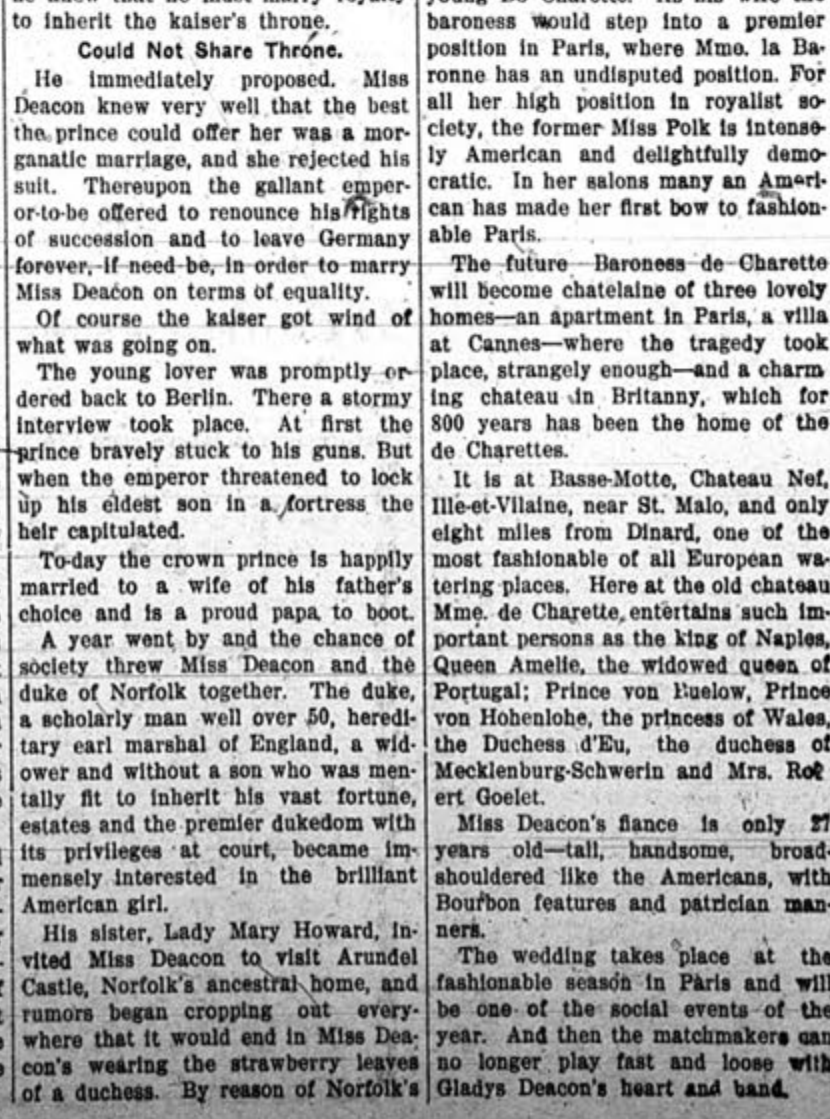 to inherit the kaiser's throne.
Could Not Share Throne.
He immediately proposed. Miss
Deacon knew very well that the best
the prince could offer her was a mor-
ganatic marriage, and she rejected his
suit. Thereupon the gallant emper-
or-to-be offered to renounce his rights
of succession and to leave Germany
forever, if need be, in order to marry
Miss Deacon on terms of equality.
Of course the kaiser got wind of
what was going on.
The young lover was promptly or-
dered back to Berlin. There a stormy
interview took place. At first the
prince bravely stuck to his guns. But
when the emperor threatened to lock
up his eldest son in a fortress the
heir capitulated.
To-day the crown prince is happily
married to a wife of his father's
choice and is a proud papa to boot.
A year went by and the chance of
society threw Miss Deacon and the
duke of Norfolk together. The duke,
a scholarly man well over 50, heredi-
tary earl marshal of England, a wid-
ower and without a son who was men-
tally fit to inherit his vast fortune,
estates and the premier dukedom with
its privileges at court, became im-
mensely interested in the brilliant
American girl.
His sister, Lady Mary Howard, in-
vited Miss Deacon to visit Arundel
Castle, Norfolk's ancestral home, and
rumors began cropping out every-
where that it would end in Miss Dea-
con's wearing the strawberry leaves
of a duchess. By reason of Norfolk's
baroness would step into a premier
position in Paris, where Mme. la Ba-
ronne has an undisputed position. For
all her high position in royalist so-
ciety, the former Miss Polk is intense-
ly American and delightfully demo-
cratic. In her salons many an Ameri-
can has made her first bow to fashion-
able Paris.
The future Baroness de Charette
will become chatelaine of three lovely
homes—an apartment in Paris, a villa
at Cannes—where the tragedy took
place, strangely enough—and a charm
ing chateau in Britanny, which for
800 years has been the home of the
de Charettes.
It is at Basse-Motte, Chateau Nef,
Ille-et-Vilaine, near St. Malo, and only
eight miles from Dinard, one of the
most fashionable of all European wa-
tering places. Here at the old chateau
Mme. de Charette entertains such im-
portant persons as the king of Naples,
Queen Amelie, the widowed queen of
Portugal; Prince von Buelow, Prince
von Hohenlohe, the princess of Wales,
the Duchess d'Eu, the duchess of
Mecklenburg-Schwerin and Mrs. Rob
ert Goelet.
Miss Deacon's fiance is only 27
years old—tall, handsome, broad-
shouldered like the Americans, with
Bourbon features and patrician man-
ners.
The wedding takes place at the
fashionable season in Paris and will
be one of the social events of the
year. And then the matchmakers can
no longer play fast and loose with
Gladys Deacon's heart and hand.